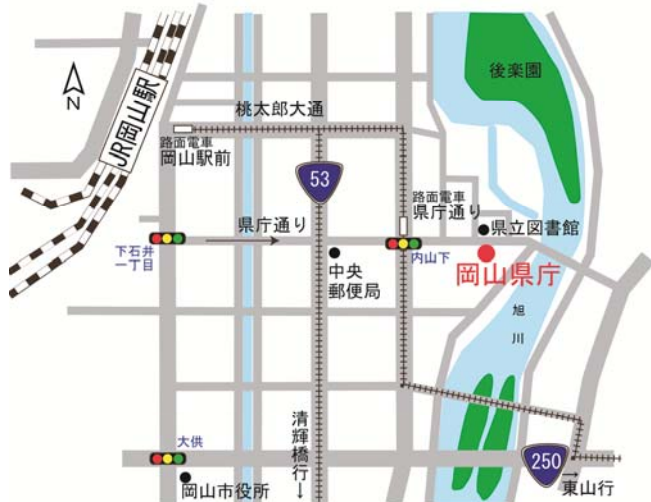 後楽園
N
JR岡山駅
桃太郎大通
路面電車
岡山駅前
53
路面電車
県庁通り
県庁通り
県立図書館
下石井
一丁目
内山下
中央
郵便局
岡山県庁
旭川
大供
清輝橋行↓
250
→
東山行
岡山市役所